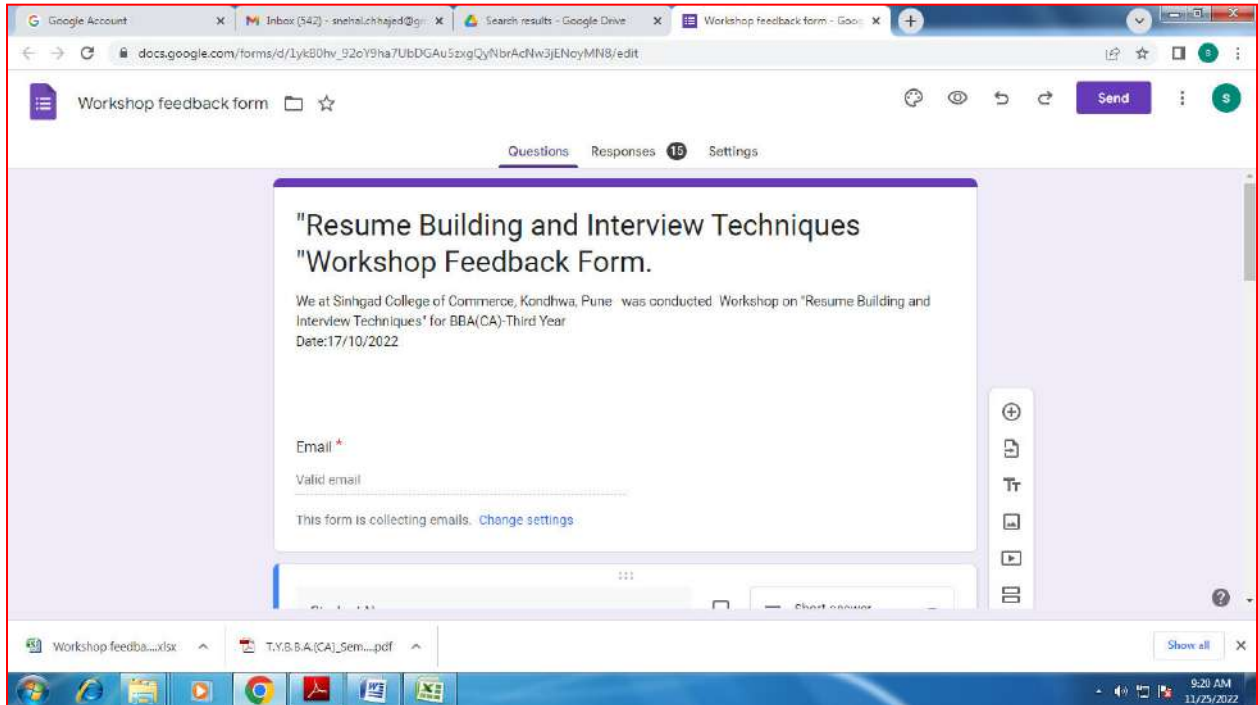 Google Account
Inbox (542) - snehal.chhajed@g
Search results - Google Drive
Workshop feedback form - Goo
docs.google.com/forms/d/
/edit
Workshop feedback form
Send
S
Questions Responses 15 Settings
"Resume Building and Interview Techniques
"Workshop Feedback Form.
We at Sinhgad College of Commerce, Kondhwa, Pune was conducted Workshop on "Resume Building and
Interview Techniques" for BBA(CA)-Third Year
Date:17/10/2022
Email *
Valid email
This form is collecting emails. Change settings
Short answer
Workshop feedba....xlsx
T.Y.B.B.A.(CA)_Sem....pdf
Show all
9:20 AM
11/25/2022